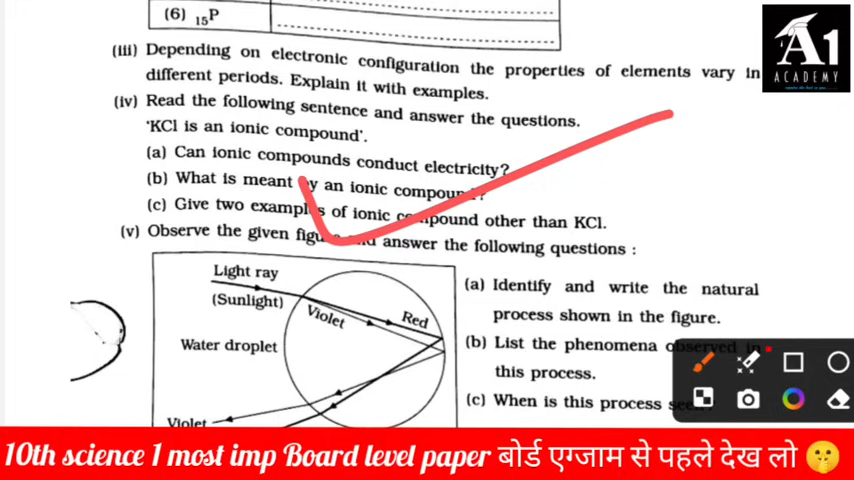 (6) 15P
(iii) Depending on electronic configuration the properties of elements vary in
different periods. Explain it with examples.
(iv) Read the following sentence and answer the questions.
'KCl is an ionic compound'.
(a) Can ionic compounds conduct electricity?
(b) What is meant by an ionic compound?
(c) Give two examples of ionic compound other than KCl.
(v) Observe the given figure and answer the following questions :
Light ray
(Sunlight)
Violet
Red
Water droplet
Violet
(a) Identify and write the natural
process shown in the figure.
(b) List the phenomena observed in
this process.
(c) When is this process seen?
A1
ACADEMY
10th science 1 most imp Board level paper बोर्ड एग्जाम से पहले देख लो